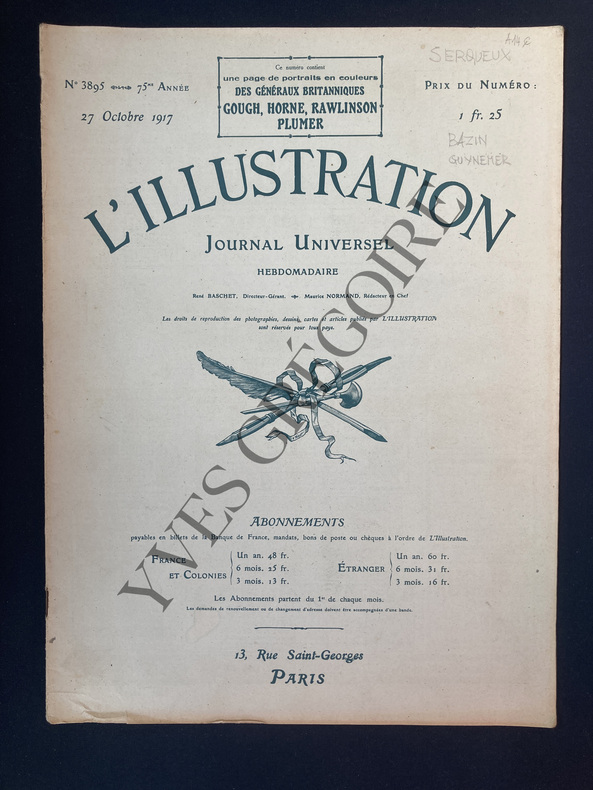 Ce numéro contient
une page de portraits en couleurs
DES GÉNÉRAUX BRITANNIQUES
GOUGH, HORNE, RAWLINSON
PLUMER
SERQUEUX
N° 3895 75me ANNÉE
27 Octobre 1917
PRIX DU NUMÉRO :
1 fr. 25
BAZIN
GUYNEMER
L'ILLUSTRATION
JOURNAL UNIVERSEL
HEBDOMADAIRE
René BASCHET, Directeur-Gérant. Maurice NORMAND, Rédacteur en Chef
Les droits de reproduction des photographies, dessins, cartes et articles publiés par L'ILLUSTRATION
sont réservés pour tous pays.
YVES GRÉGOIRE
ABONNEMENTS
payables en billets de la Banque de France, mandats, bons de poste ou chèques à l'ordre de L'Illustration.
FRANCE
ET COLONIES
Un an. 48 fr.
6 mois. 25 fr.
3 mois. 13 fr.
ÉTRANGER
Un an. 60 fr.
6 mois. 31 fr.
3 mois. 16 fr.
Les Abonnements partent du 1er de chaque mois.
Les demandes de renouvellement ou de changement d'adresse doivent être accompagnées d'une bande.
13, Rue Saint-Georges
PARIS